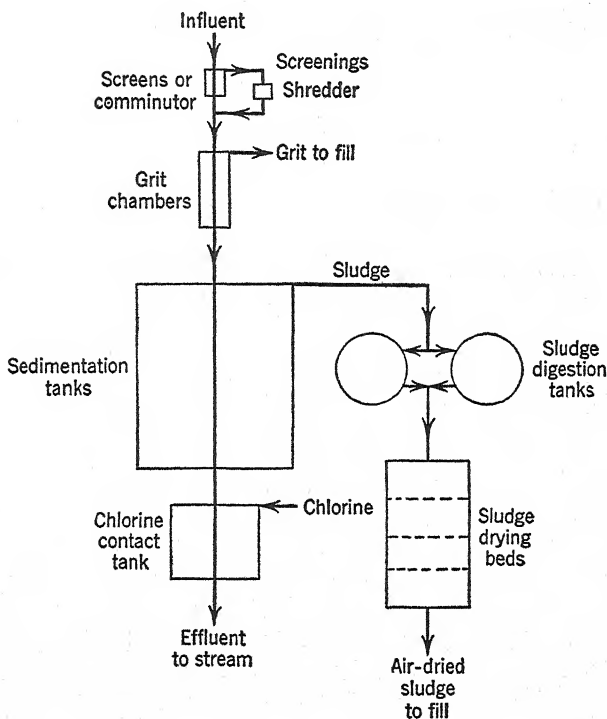 Influent
Screenings
Shredder
Screens or
comminutor
Grit to fill
Grit
chambers
Sludge
Sedimentation
tanks
Sludge
digestion
tanks
Chlorine
Chlorine
contact
tank
Sludge
drying
beds
Effluent
to stream
Air-dried
sludge
to fill